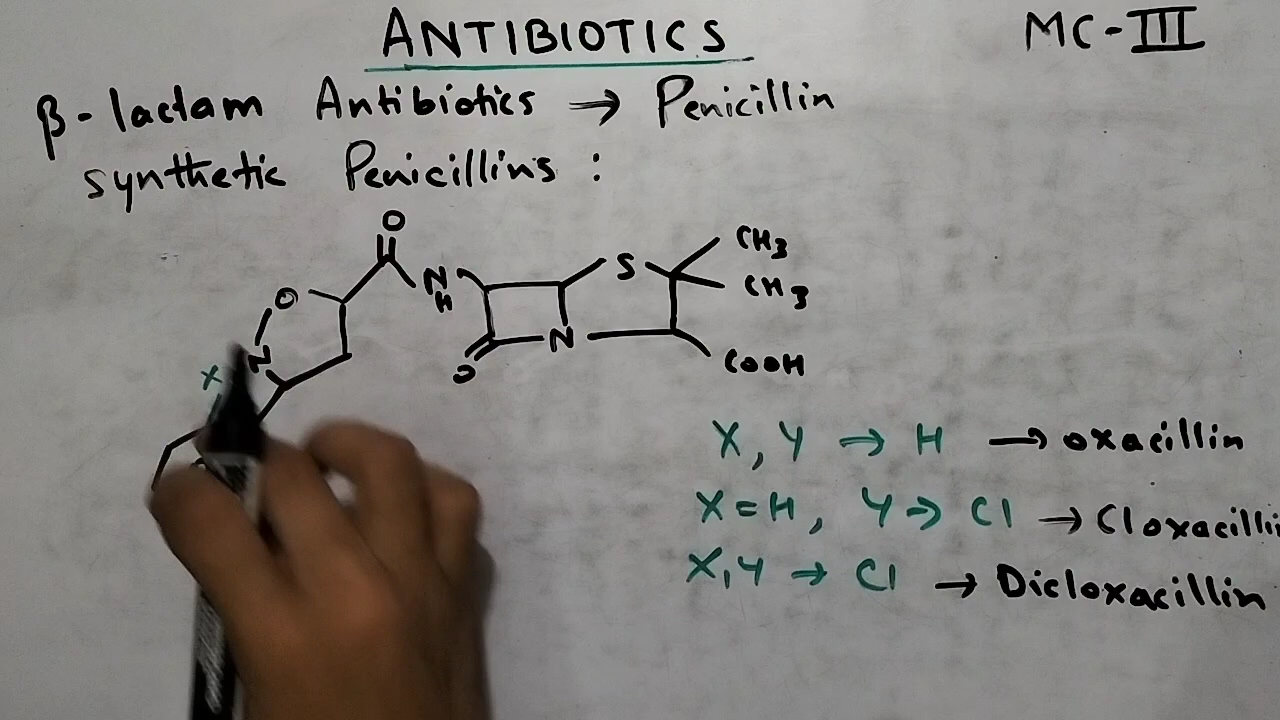 ANTIBIOTICS
MC-III
β-lactam Antibiotics → Penicillin
synthetic Penicillins :
O
O
N
H
S
CH3
CH3
N
X
N
O
COOH
X, Y → H → oxacillin
X=H, Y → Cl → Cloxacilli
X,Y → Cl → Dicloxacillin